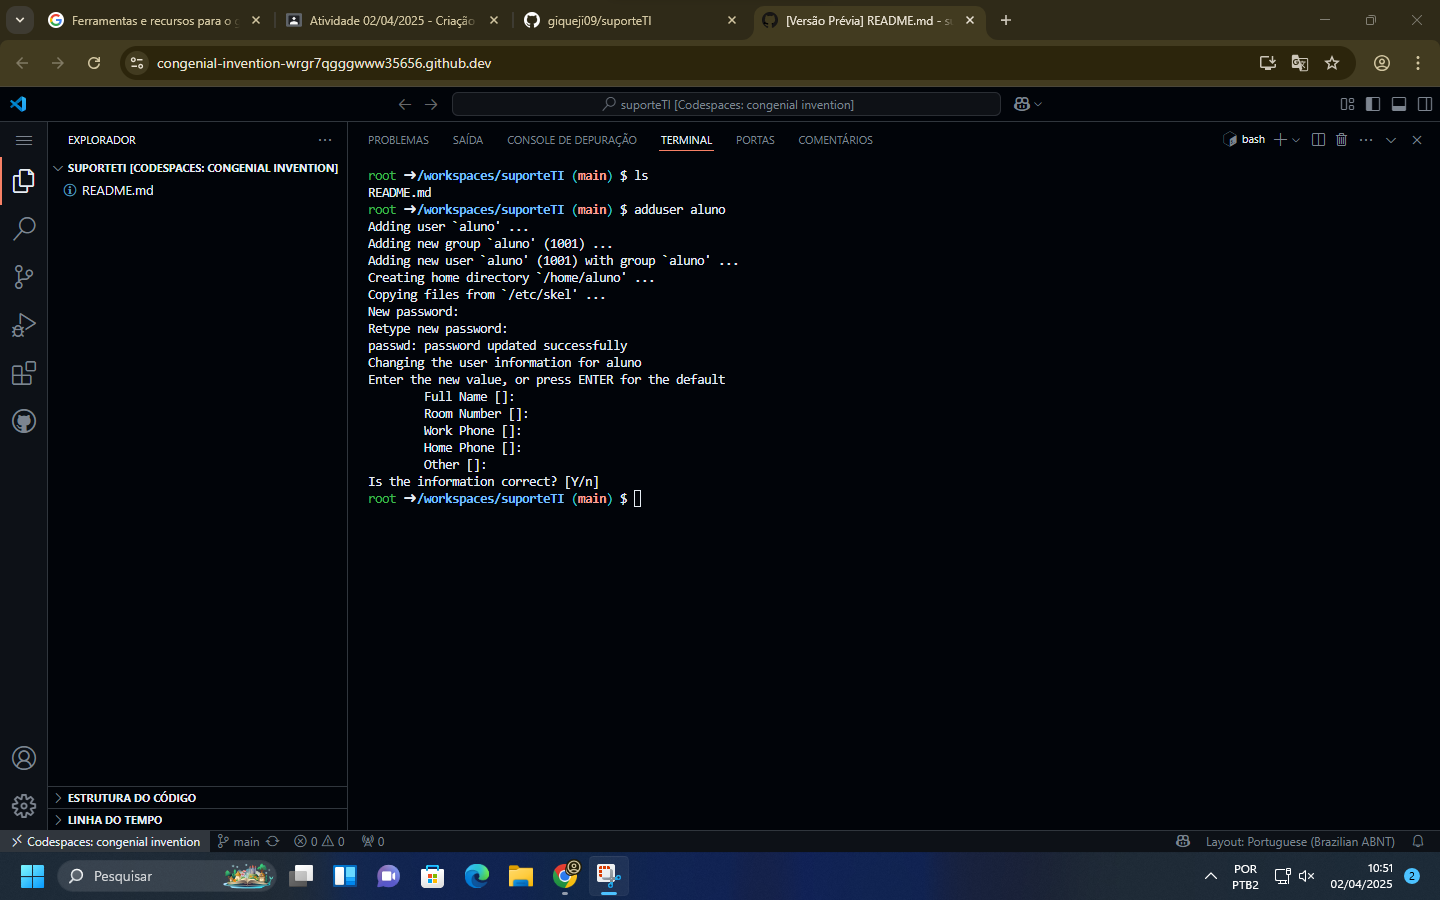 Ferramentas e recursos para o g
Atividade 02/04/2025 - Criação
giqueji09/suporteTI
[Versão Prévia] README.md - su
congenial-invention-wrgr7qgggwww35656.github.dev
suporteTI [Codespaces: congenial invention]
EXPLORADOR
SUPORTETI [CODESPACES: CONGENIAL INVENTION]
README.md
PROBLEMAS
SAÍDA
CONSOLE DE DEPURAÇÃO
TERMINAL
PORTAS
COMENTÁRIOS
bash
root ➜/workspaces/suporteTI (main) $ ls
README.md
root ➜/workspaces/suporteTI (main) $ adduser aluno
Adding user `aluno' ...
Adding new group `aluno' (1001) ...
Adding new user `aluno' (1001) with group `aluno' ...
Creating home directory `/home/aluno' ...
Copying files from `/etc/skel' ...
New password:
Retype new password:
passwd: password updated successfully
Changing the user information for aluno
Enter the new value, or press ENTER for the default
Full Name []:
Room Number []:
Work Phone []:
Home Phone []:
Other []:
Is the information correct? [Y/n]
root ➜/workspaces/suporteTI (main) $
ESTRUTURA DO CÓDIGO
LINHA DO TEMPO
Codespaces: congenial invention
main
0
0
0
Layout: Portuguese (Brazilian ABNT)
Pesquisar
POR
PTB2
10:51
02/04/2025
2